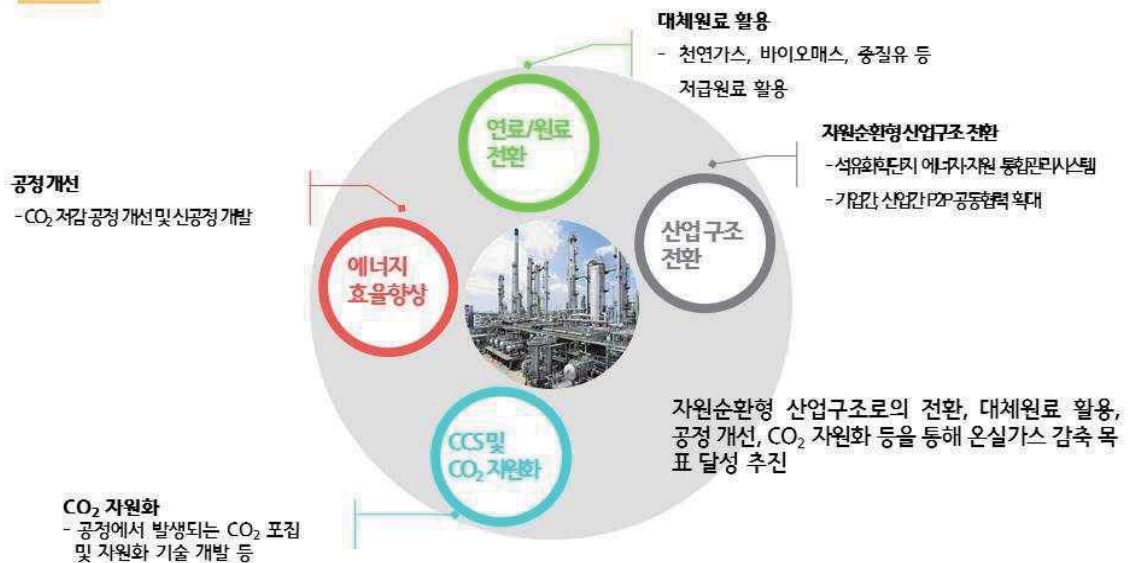 대체원료 활용
- 천연가스, 바이오매스, 중질유 등
저급원료 활용
연료/원료
전환
자원순환형 산업구조 전환
- 석유화학단지 에너지·자원 통합관리시스템
- 기업간, 산업간 P2P 공동협력 확대
공정 개선
- CO₂ 저감 공정 개선 및 신공정 개발
산업 구조
전환
에너지
효율향상
자원순환형 산업구조로의 전환, 대체원료 활용,
공정 개선, CO₂ 자원화 등을 통해 온실가스 감축 목
표 달성 추진
CCS 및
CO₂ 자원화
CO₂ 자원화
- 공정에서 발생되는 CO₂ 포집
및 자원화 기술 개발 등